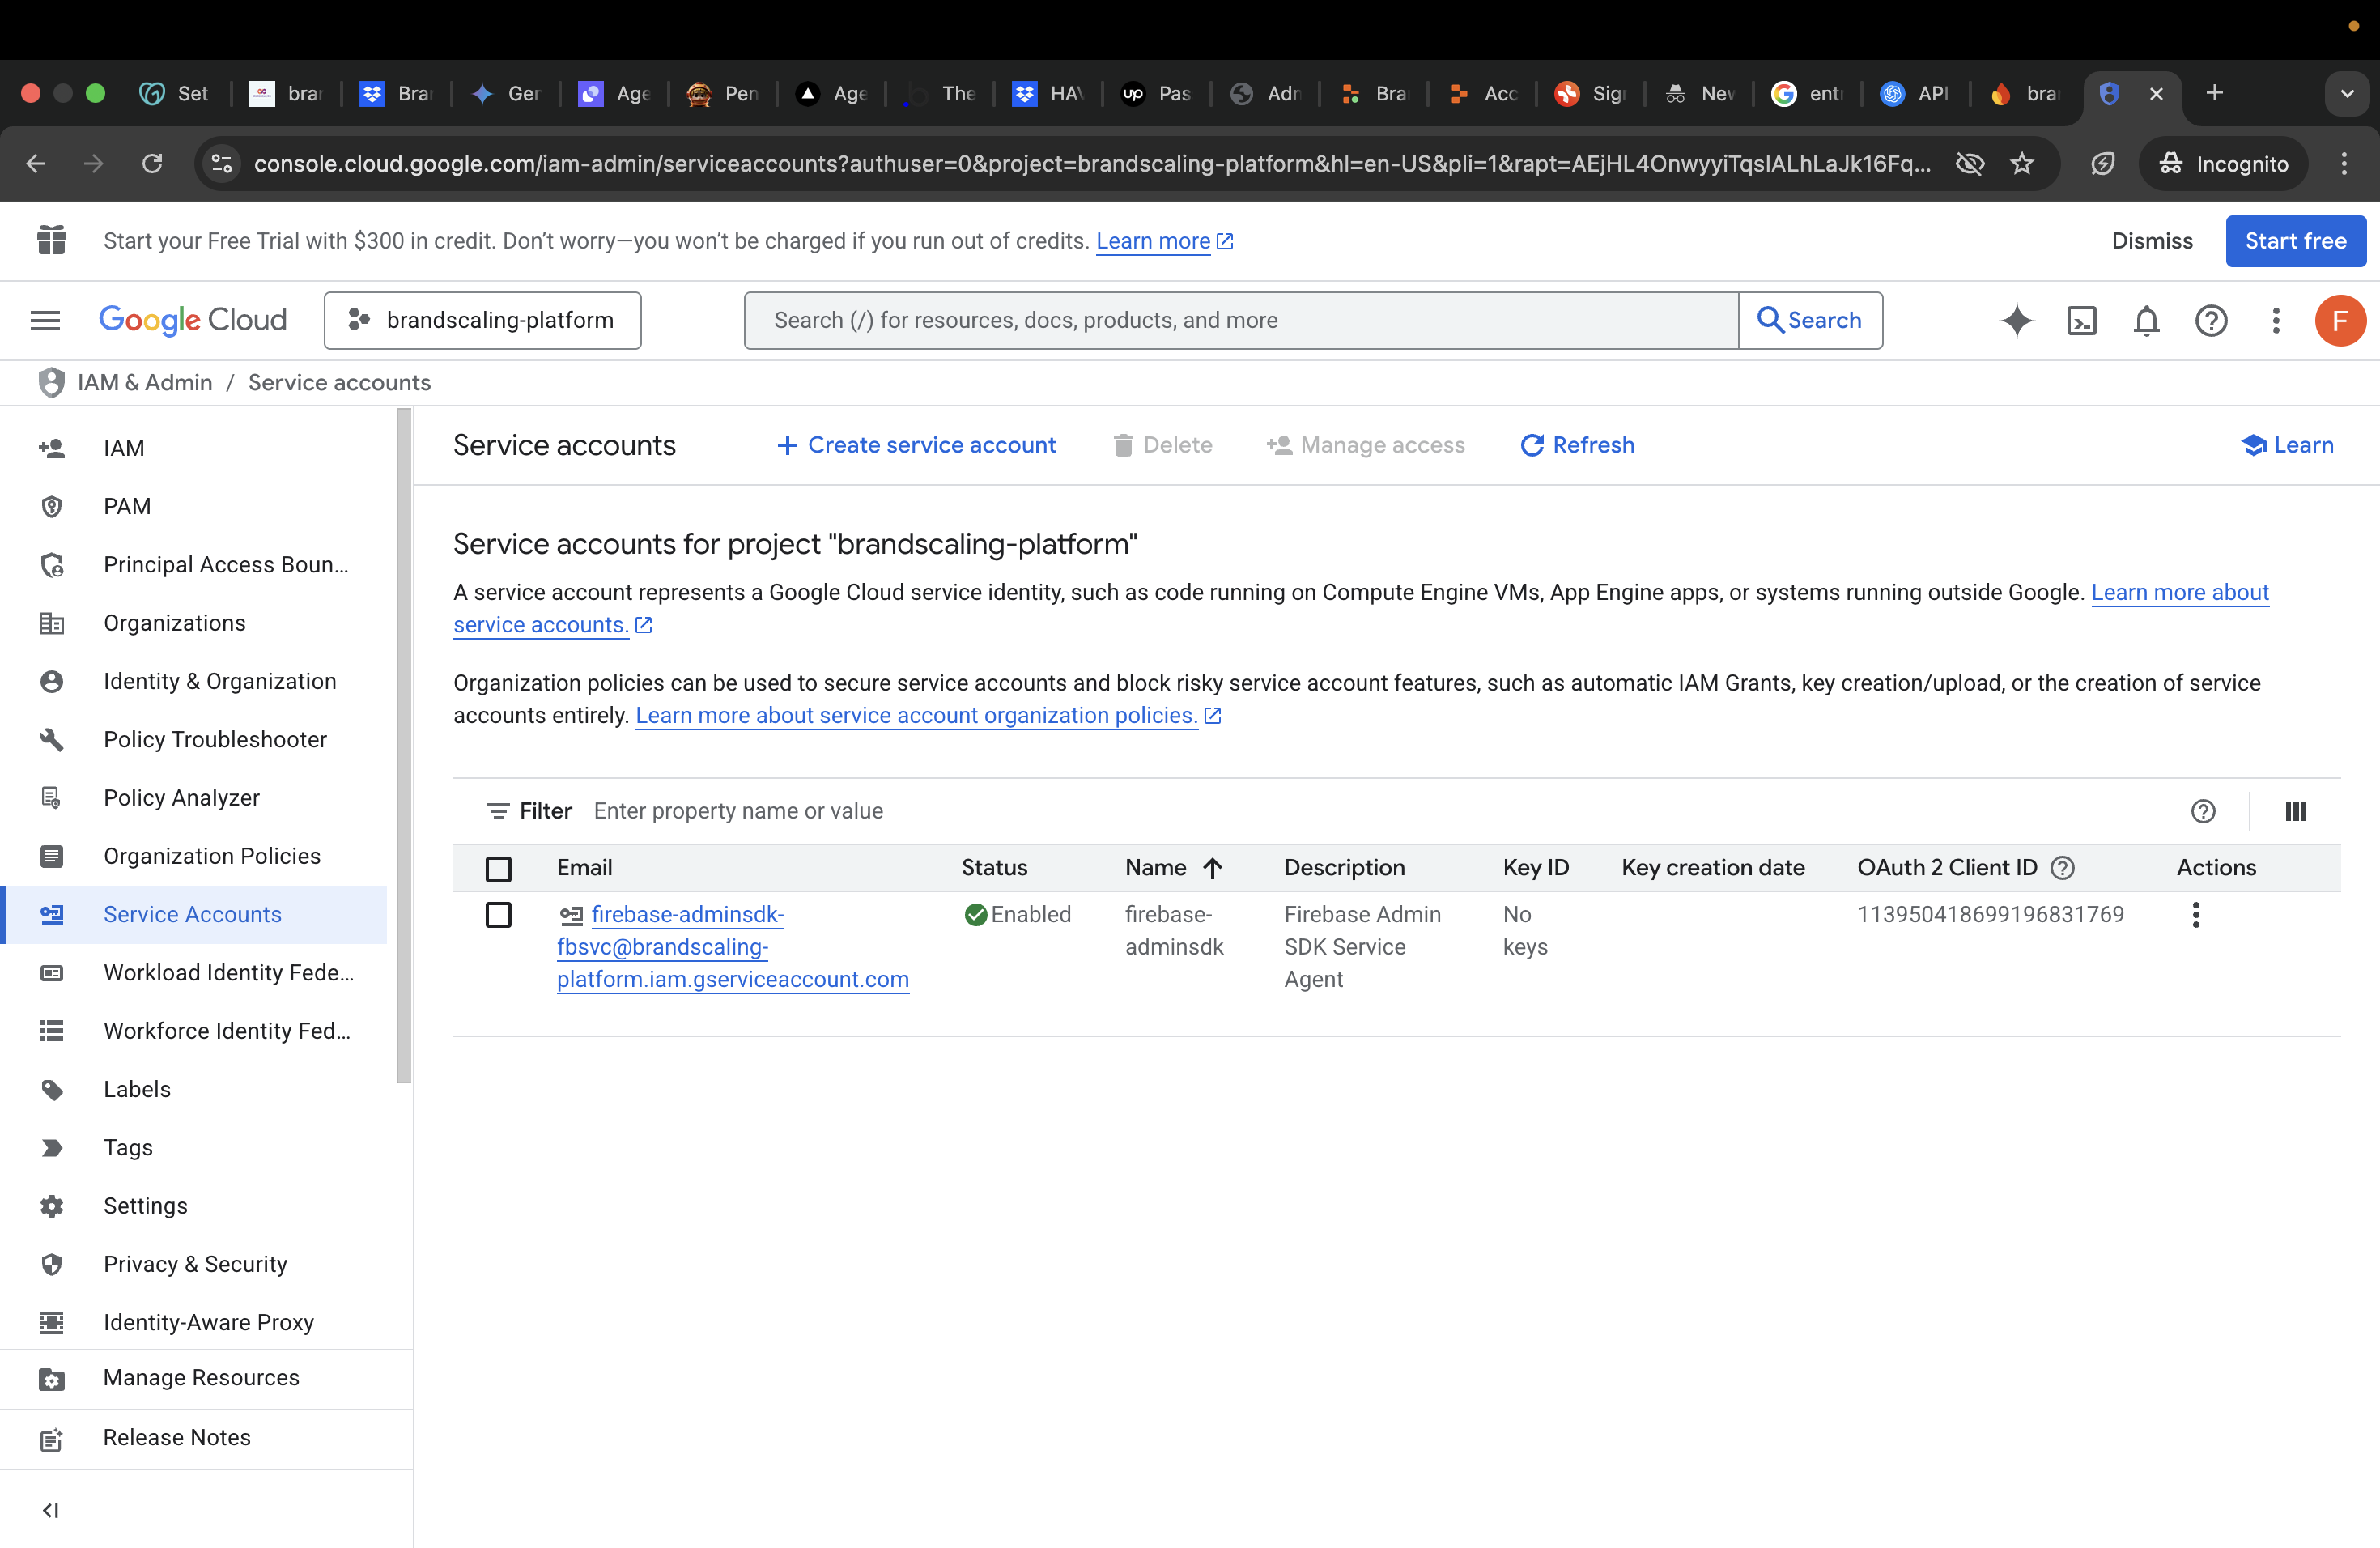 Set
bran
Bra
Ger
Age
Pen
Age
The
HAV
up Pas
Adn
Bra
Acc
Sign
New
entr
API
bra
console.cloud.google.com/iam-admin/serviceaccounts?authuser=0&project=brandscaling-platform&hl=en-US&pli=1&rapt=AEjHL4OnwyyiTqsIALhLaJk16Fq...
Incognito
Start your Free Trial with $300 in credit. Don’t worry—you won’t be charged if you run out of credits. Learn more
Dismiss
Start free
Google Cloud
brandscaling-platform
Search (/) for resources, docs, products, and more
Search
F
IAM & Admin / Service accounts
IAM
PAM
Principal Access Boun...
Organizations
Identity & Organization
Policy Troubleshooter
Policy Analyzer
Organization Policies
Service Accounts
Workload Identity Fede...
Workforce Identity Fed...
Labels
Tags
Settings
Privacy & Security
Identity-Aware Proxy
Manage Resources
Release Notes
Service accounts
Create service account
Delete
Manage access
Refresh
Learn
Service accounts for project "brandscaling-platform"
A service account represents a Google Cloud service identity, such as code running on Compute Engine VMs, App Engine apps, or systems running outside Google. Learn more about
service accounts.
Organization policies can be used to secure service accounts and block risky service account features, such as automatic IAM Grants, key creation/upload, or the creation of service
accounts entirely. Learn more about service account organization policies.
Filter Enter property name or value
Email Status Name Description Key ID Key creation date OAuth 2 Client ID Actions
firebase-adminsdk- Enabled firebase- Firebase Admin No 113950418699196831769
fbsvc@brandscaling- adminsdk SDK Service keys
platform.iam.gserviceaccount.com Agent